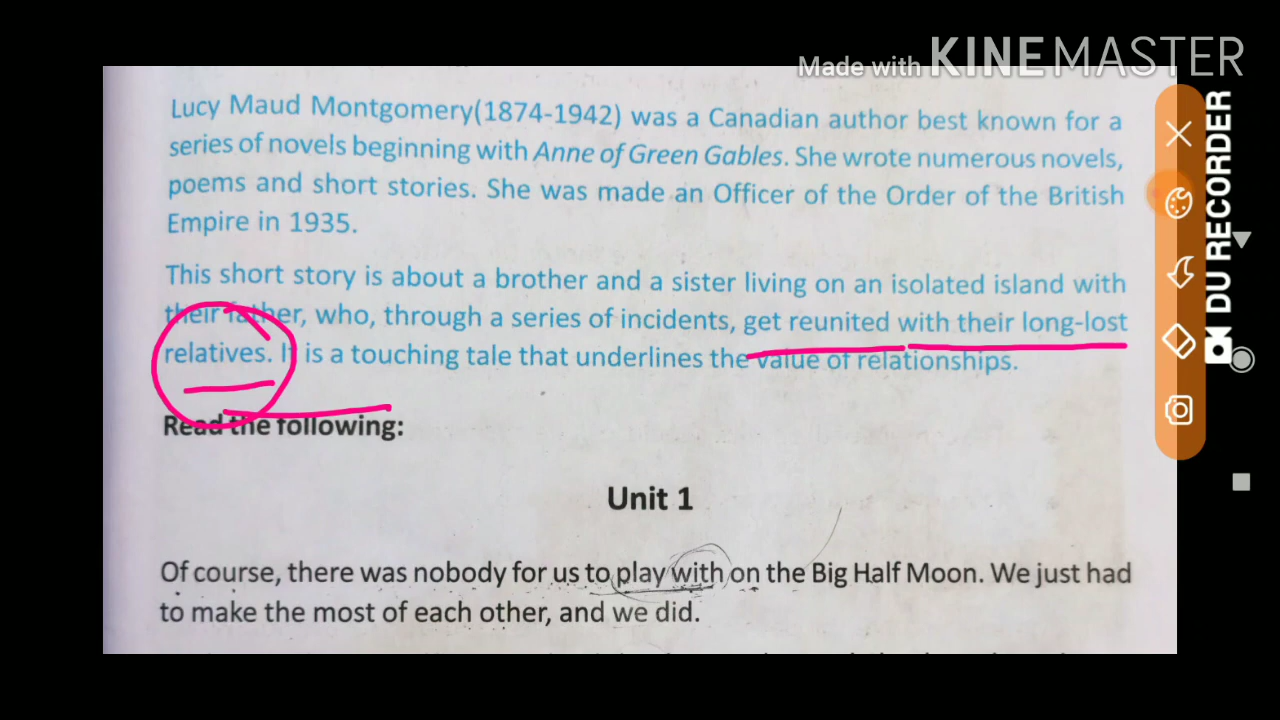 Made with KINEMASTER
Lucy Maud Montgomery(1874-1942) was a Canadian author best known for a
series of novels beginning with Anne of Green Gables. She wrote numerous novels,
poems and short stories. She was made an Officer of the Order of the British
Empire in 1935.
This short story is about a brother and a sister living on an isolated island with
their father, who, through a series of incidents, get reunited with their long-lost
relatives. It is a touching tale that underlines the value of relationships.
Read the following:
Unit 1
Of course, there was nobody for us to play with on the Big Half Moon. We just had
to make the most of each other, and we did.
DU RECORDER